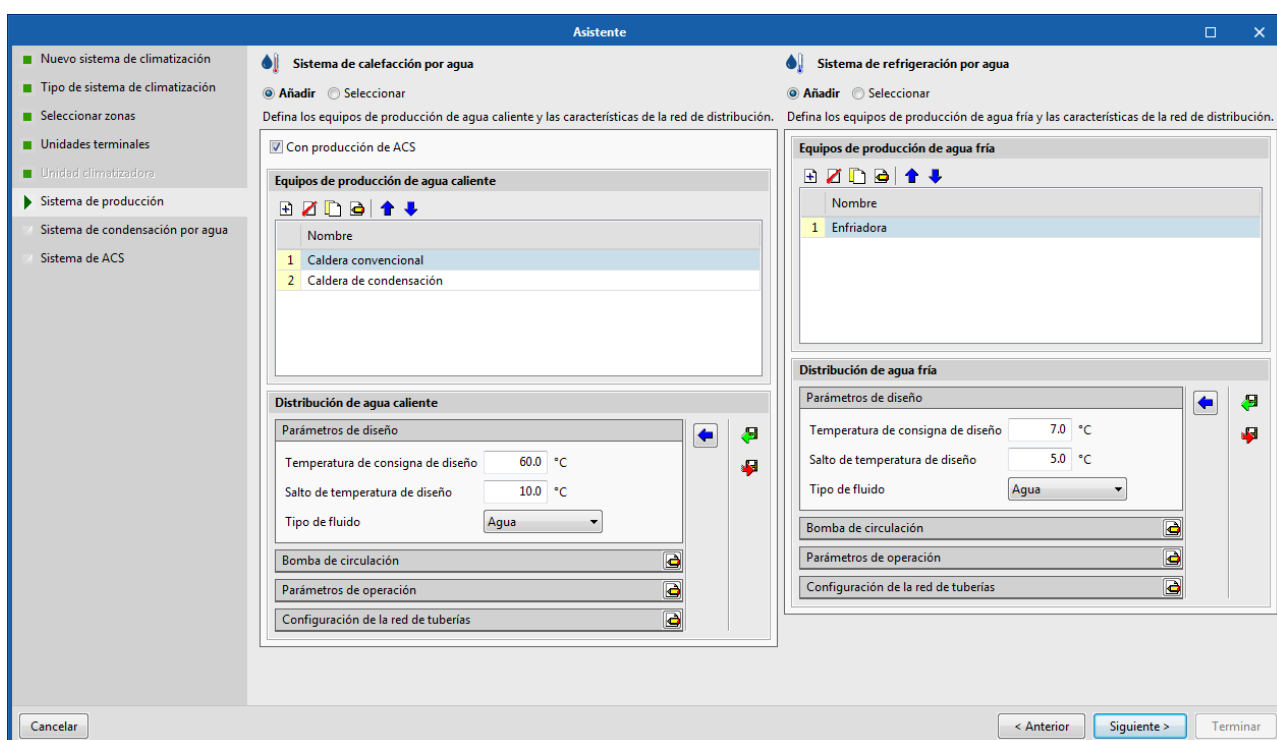 Asistente
Nuevo sistema de climatización
Tipo de sistema de climatización
Seleccionar zonas
Unidades terminales
Unidad climatizadora
Sistema de producción
Sistema de condensación por agua
Sistema de ACS
Sistema de calefacción por agua
Añadir Seleccionar
Defina los equipos de producción de agua caliente y las características de la red de distribución.
Con producción de ACS
Equipos de producción de agua caliente
Nombre
1 Caldera convencional
2 Caldera de condensación
Distribución de agua caliente
Parámetros de diseño
Temperatura de consigna de diseño 60.0 °C
Salto de temperatura de diseño 10.0 °C
Tipo de fluido Agua
Bomba de circulación
Parámetros de operación
Configuración de la red de tuberías
Sistema de refrigeración por agua
Añadir Seleccionar
Defina los equipos de producción de agua fría y las características de la red de distribución.
Equipos de producción de agua fría
Nombre
1 Enfriadora
Distribución de agua fría
Parámetros de diseño
Temperatura de consigna de diseño 7.0 °C
Salto de temperatura de diseño 5.0 °C
Tipo de fluido Agua
Bomba de circulación
Parámetros de operación
Configuración de la red de tuberías
Cancelar
< Anterior Siguiente > Terminar